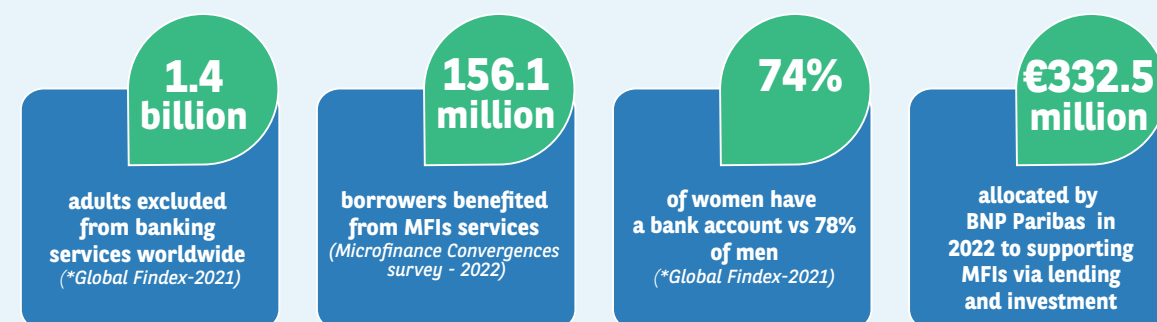 1.4
billion
adults excluded
from banking
services worldwide
(*Global Findex-2021)
156.1
million
borrowers benefited
from MFIs services
(Microfinance Convergences
survey - 2022)
74%
of women have
a bank account vs 78%
of men
(*Global Findex-2021)
€332.5
million
allocated by
BNP Paribas in
2022 to supporting
MFIs via lending
and investment